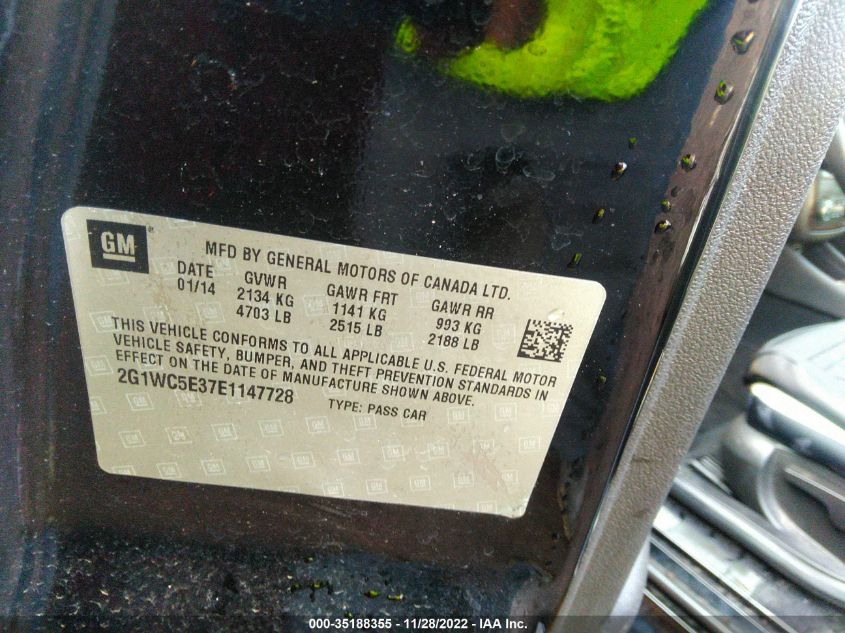 GM
MFD BY GENERAL MOTORS OF CANADA LTD.
DATE GVWR GAWR FRT GAWR RR
01/14 2134 KG 1141 KG 993 KG
4703 LB 2515 LB 2188 LB
THIS VEHICLE CONFORMS TO ALL APPLICABLE U.S. FEDERAL MOTOR
VEHICLE SAFETY, BUMPER, AND THEFT PREVENTION STANDARDS IN
EFFECT ON THE DATE OF MANUFACTURE SHOWN ABOVE.
2G1WC5E37E1147728 TYPE: PASS CAR
000-35188355 - 11/28/2022 - IAA Inc.